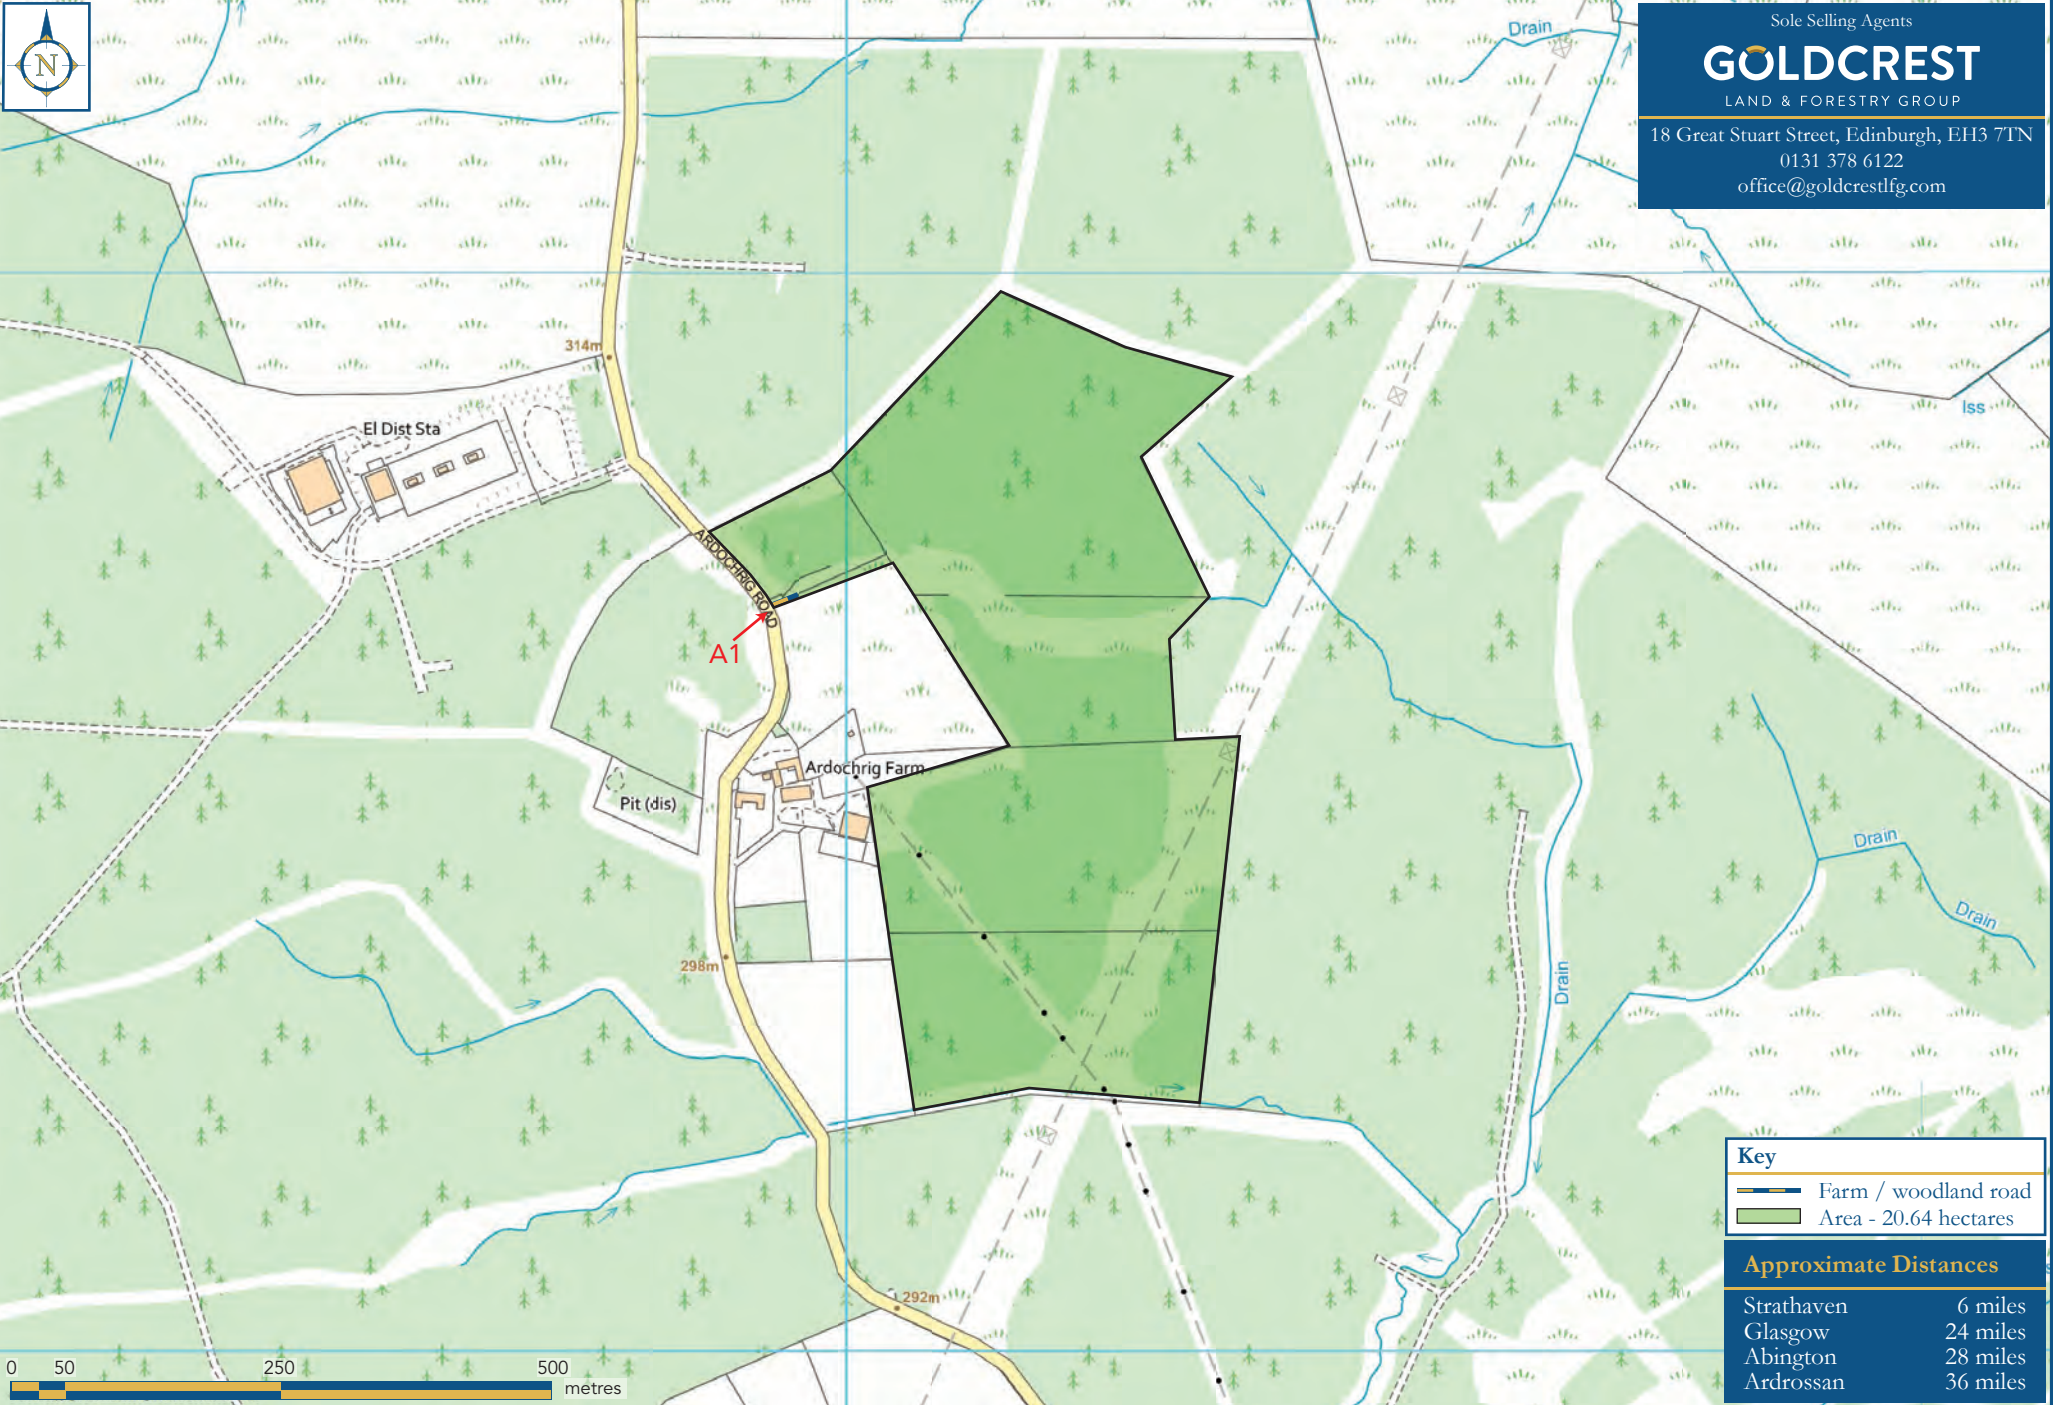 N
Sole Selling Agents
GOLDCREST
LAND & FORESTRY GROUP
18 Great Stuart Street, Edinburgh, EH3 7TN
0131 378 6122
office@goldcrestlfg.com
Drain
314m
El Dist Sta
Iss
ARDOCHRIG ROAD
A1
Ardochrig Farm
Pit (dis)
Drain
Drain
298m
Drain
292m
Key
Farm / woodland road
Area - 20.64 hectares
Approximate Distances
Strathaven 6 miles
Glasgow 24 miles
Abington 28 miles
Ardrossan 36 miles
0 50 250 500
metres